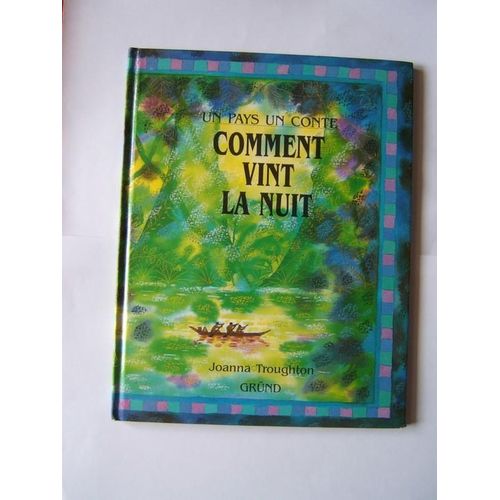 UN PAYS UN CONTE
COMMENT
VINT
LA NUIT
Joanna Troughton
GRÜND